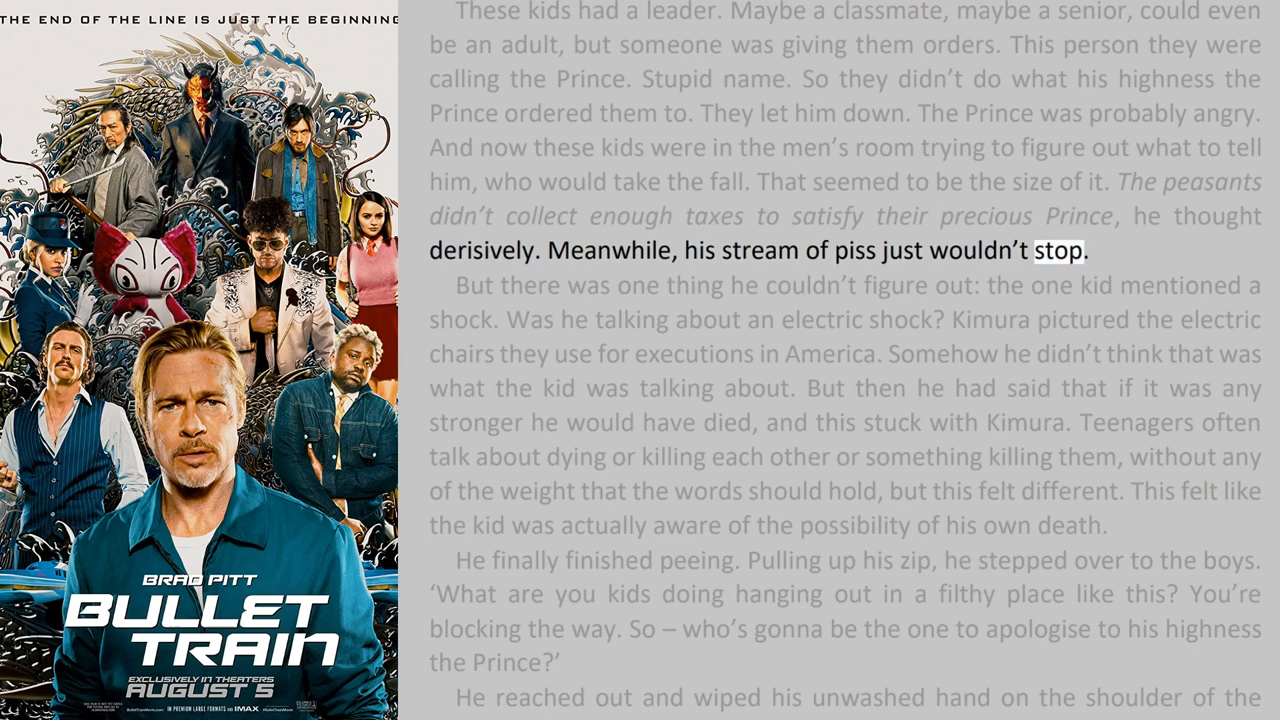 THE END OF THE LINE IS JUST THE BEGINNING
BRAD PITT
BULLET
TRAIN
EXCLUSIVELY IN THEATERS
AUGUST 5
IN PREMIUM LARGE FORMATS AND IMAX
These kids had a leader. Maybe a classmate, maybe a senior, could even
be an adult, but someone was giving them orders. This person they were
calling the Prince. Stupid name. So they didn’t do what his highness the
Prince ordered them to. They let him down. The Prince was probably angry.
And now these kids were in the men’s room trying to figure out what to tell
him, who would take the fall. That seemed to be the size of it. The peasants
didn’t collect enough taxes to satisfy their precious Prince, he thought
derisively. Meanwhile, his stream of piss just wouldn’t stop.
But there was one thing he couldn’t figure out: the one kid mentioned a
shock. Was he talking about an electric shock? Kimura pictured the electric
chairs they use for executions in America. Somehow he didn’t think that was
what the kid was talking about. But then he had said that if it was any
stronger he would have died, and this stuck with Kimura. Teenagers often
talk about dying or killing each other or something killing them, without any
of the weight that the words should hold, but this felt different. This felt like
the kid was actually aware of the possibility of his own death.
He finally finished peeing. Pulling up his zip, he stepped over to the boys.
‘What are you kids doing hanging out in a filthy place like this? You’re
blocking the way. So – who’s gonna be the one to apologise to his highness
the Prince?’
He reached out and wiped his unwashed hand on the shoulder of the